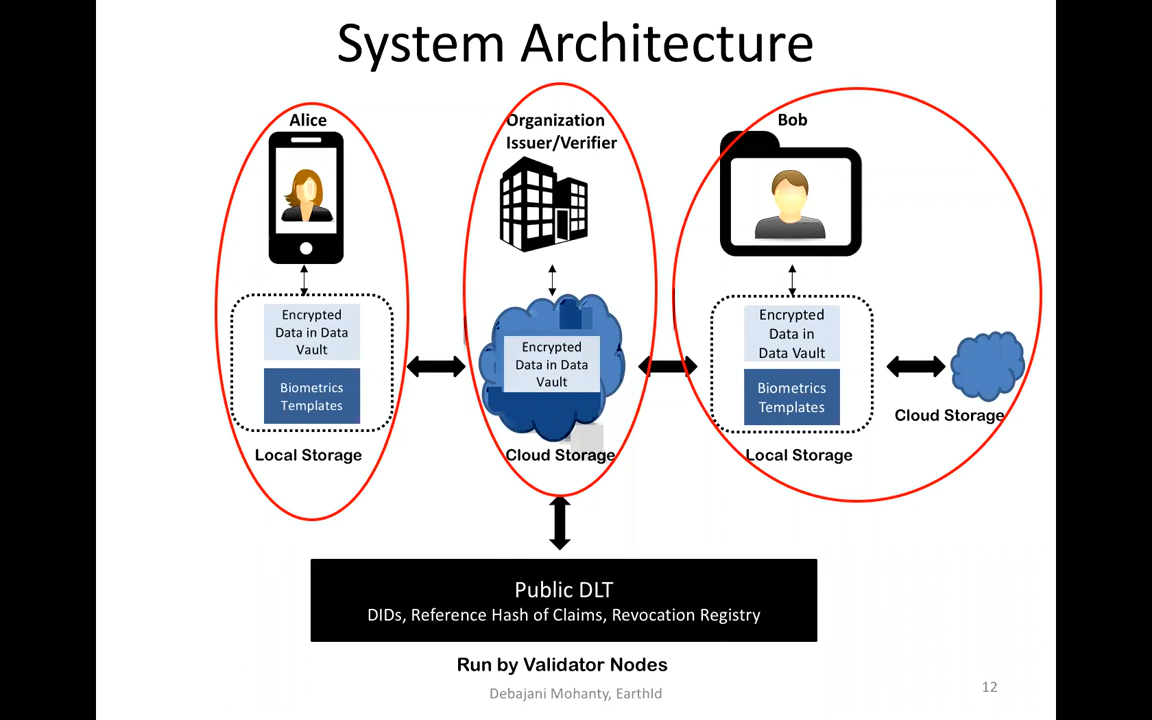 System Architecture
Alice
Encrypted
Data in Data
Vault
Biometrics
Templates
Local Storage
Organization
Issuer/Verifier
Encrypted
Data in Data
Vault
Cloud Storage
Bob
Encrypted
Data in
Data Vault
Biometrics
Templates
Local Storage
Cloud Storage
Public DLT
DIDs, Reference Hash of Claims, Revocation Registry
Run by Validator Nodes
Debajani Mohanty, EarthId
12